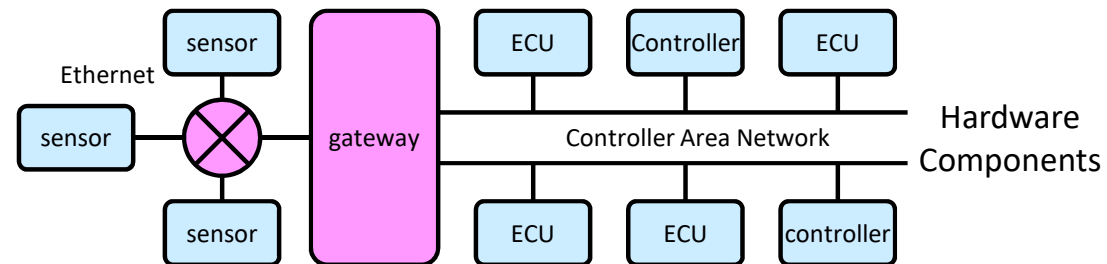 sensor
ECU
Controller
ECU
Ethernet
sensor
gateway
Controller Area Network
Hardware
Components
sensor
ECU
ECU
controller